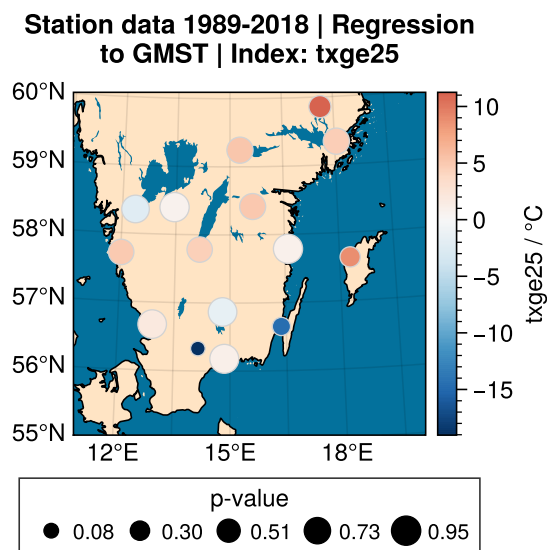 Station data 1989-2018 | Regression
to GMST | Index: txge25
60°N
59°N
58°N
57°N
56°N
55°N
12°E
15°E
18°E
10
5
0
−5
−10
−15
txge25 / °C
p-value
0.08
0.30
0.51
0.73
0.95